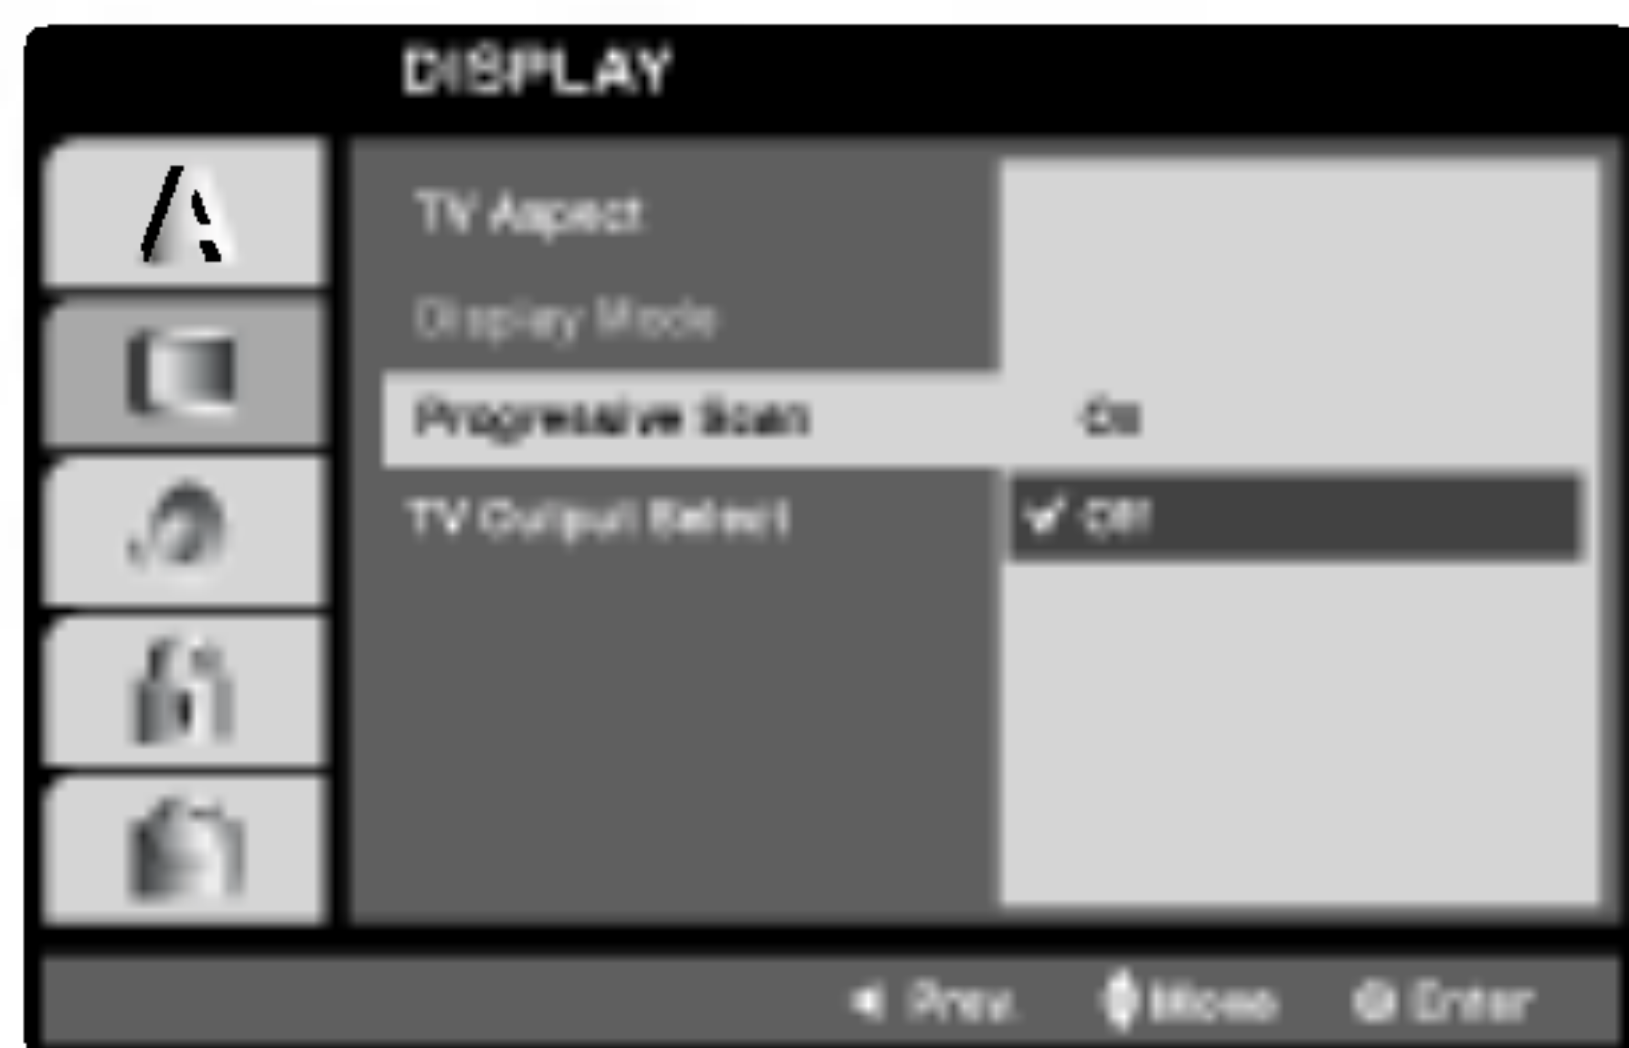 DISPLAY
TV Aspect
Display Mode
Progressive Scan
On
TV Output Select
Off
Prev.
Move
Enter